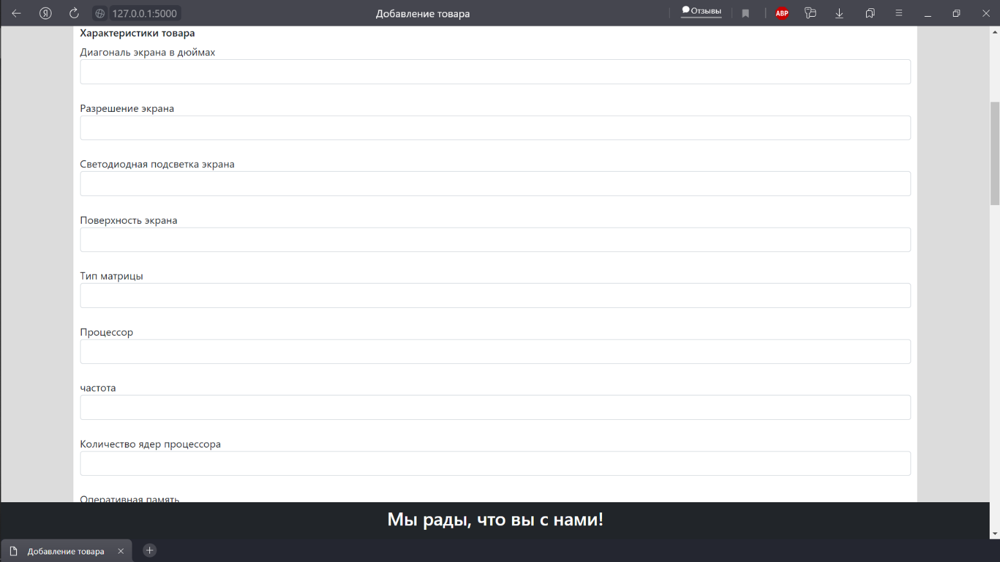 127.0.0.1:5000
Добавление товара
Отзывы
ABP
Характеристики товара
Диагональ экрана в дюймах
Разрешение экрана
Светодиодная подсветка экрана
Поверхность экрана
Тип матрицы
Процессор
частота
Количество ядер процессора
Оперативная память
Мы рады, что вы с нами!
Добавление товара